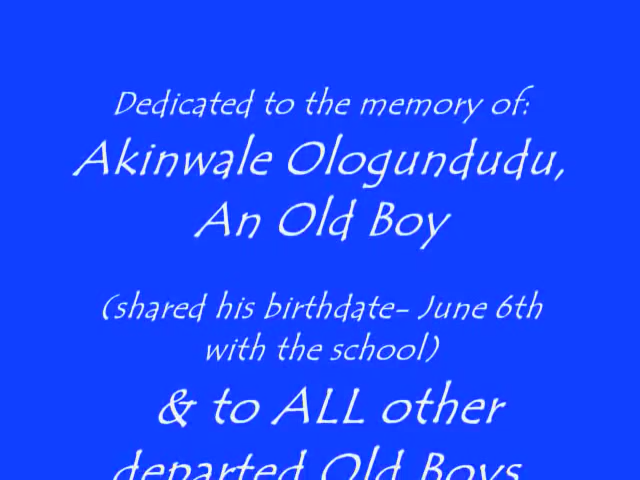 Dedicated to the memory of:
Akinwale Ologundudu,
An Old Boy
(shared his birthdate- June 6th
with the school)
& to ALL other
departed Old Boys